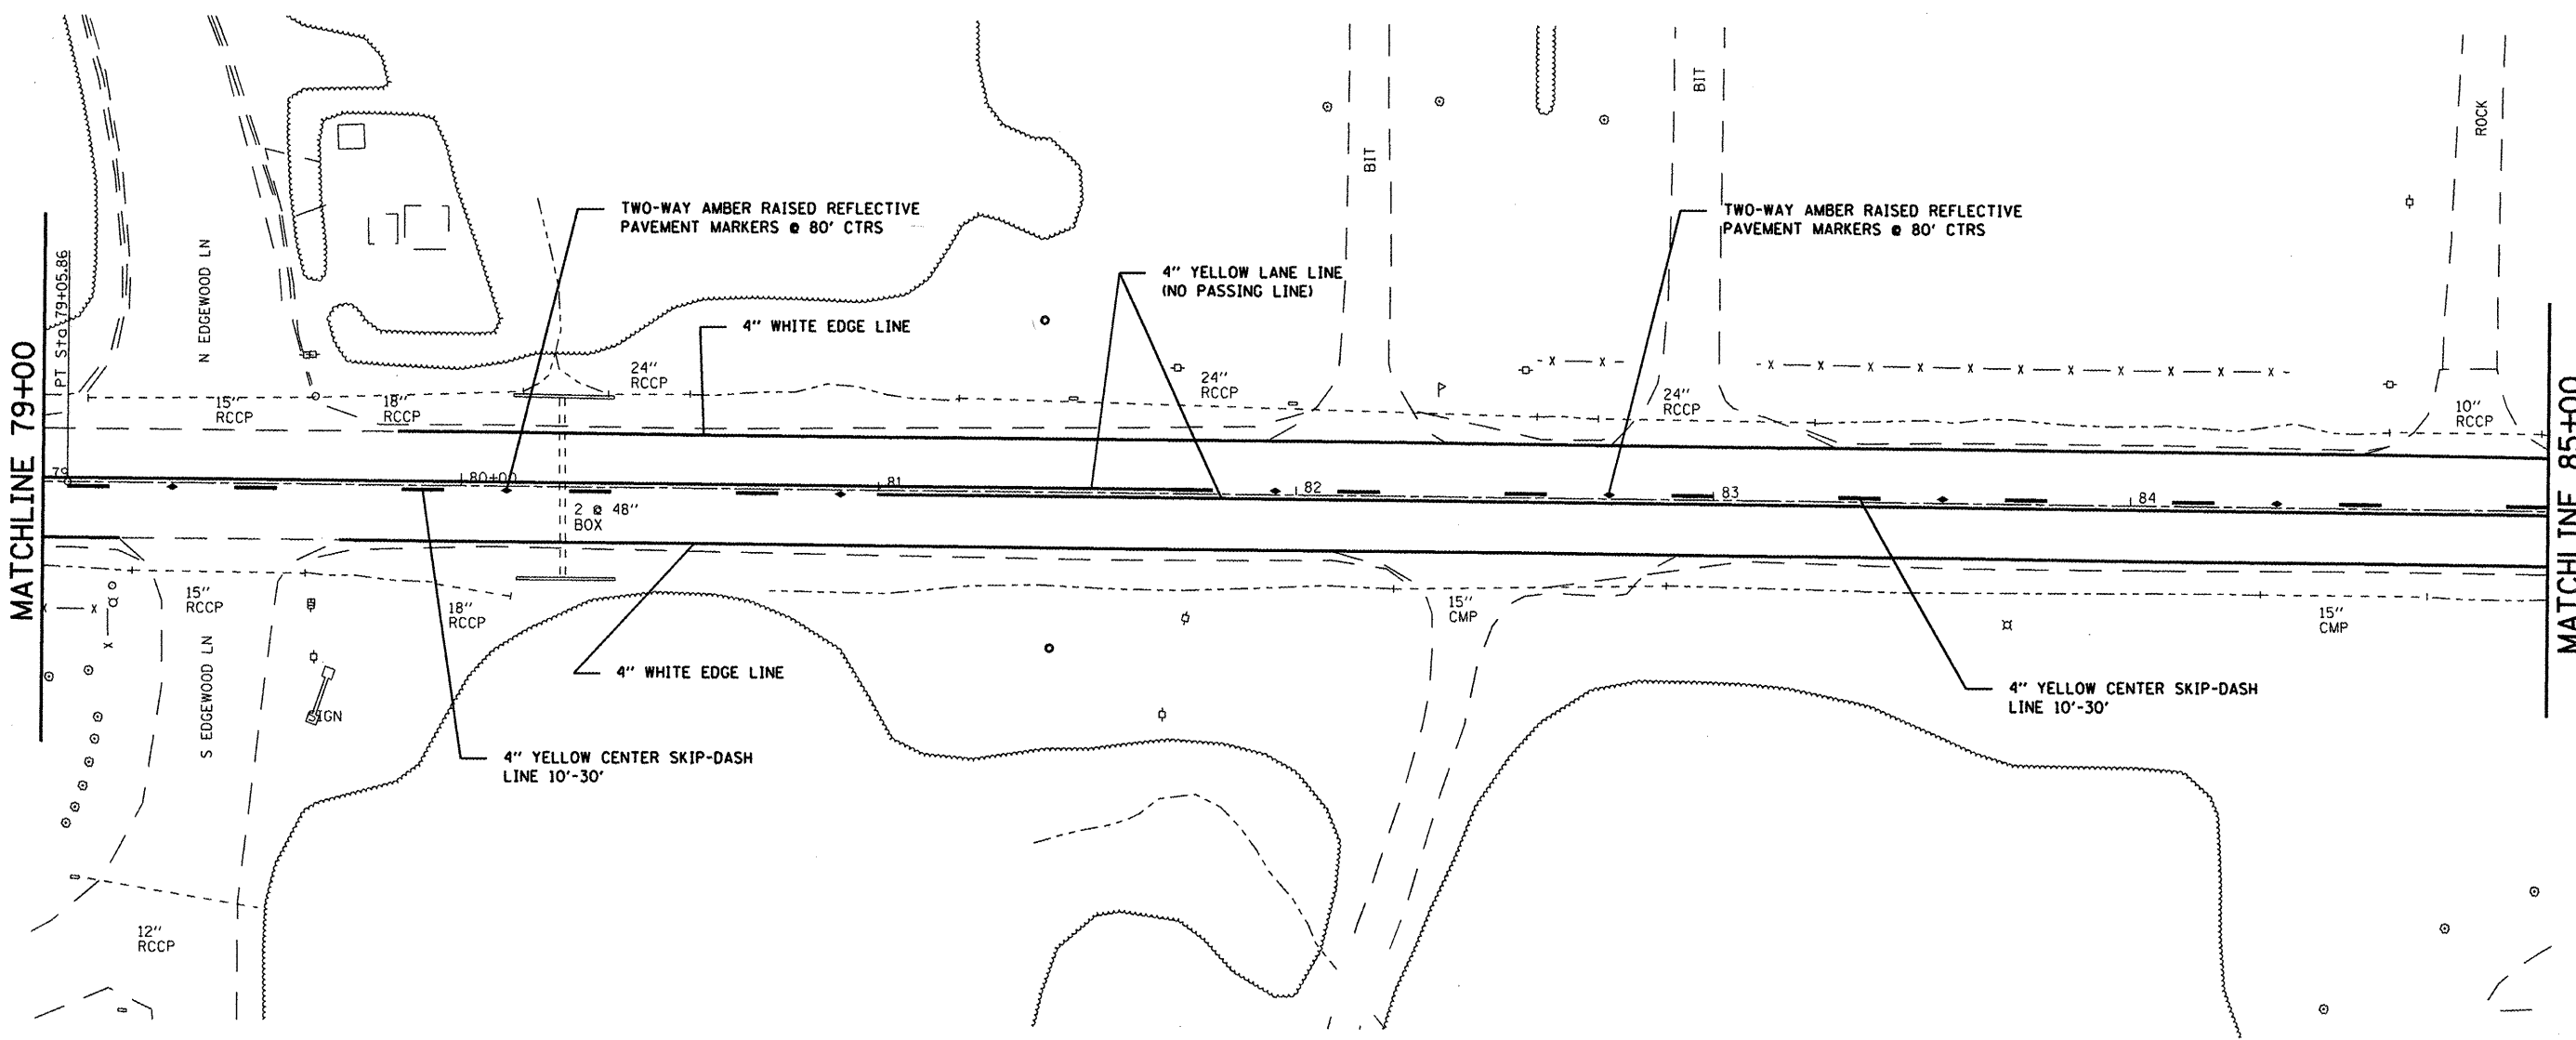 BIT
BIT
ROCK
TWO-WAY AMBER RAISED REFLECTIVE
PAVEMENT MARKERS @ 80' CTRS
TWO-WAY AMBER RAISED REFLECTIVE
PAVEMENT MARKERS @ 80' CTRS
N EDGEWOOD LN
PT Sta 79+05.86
4" YELLOW LANE LINE
(NO PASSING LINE)
4" WHITE EDGE LINE
MATCHLINE 79+00
MATCHLINE 85+00
24"
RCCP
24"
RCCP
24"
RCCP
15"
RCCP
18"
RCCP
10"
RCCP
79
80+00
81
82
83
84
2 @ 48"
BOX
15"
RCCP
18"
RCCP
15"
CMP
15"
CMP
S EDGEWOOD LN
4" WHITE EDGE LINE
SIGN
4" YELLOW CENTER SKIP-DASH
LINE 10'-30'
4" YELLOW CENTER SKIP-DASH
LINE 10'-30'
12"
RCCP